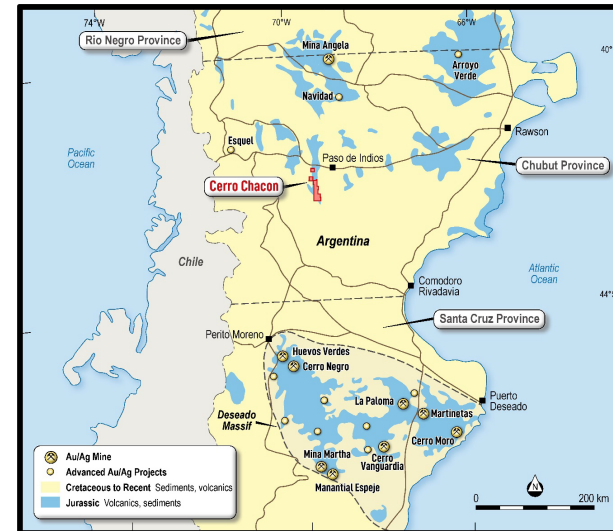 74°W
70°W
66°W
Rio Negro Province
Mina Angela
40°
Arroyo
Verde
Navidad
Rawson
Esquel
Pacific
Ocean
Paso de Indios
Chubut Province
Cerro Chacon
Argentina
Chile
Atlantic
Ocean
Comodoro
Rivadavia
44°S
Santa Cruz Province
Perito Moreno
Huevos Verdes
Cerro Negro
La Paloma
Puerto
Deseado
Martinetas
Deseado
Massif
Cerro Moro
Mina Martha
Cerro
Vanguardia
Manantial Espeje
Au/Ag Mine
Advanced Au/Ag Projects
Cretaceous to Recent Sediments, volcanics
Jurassic Volcanics, sediments
N
0 200 km